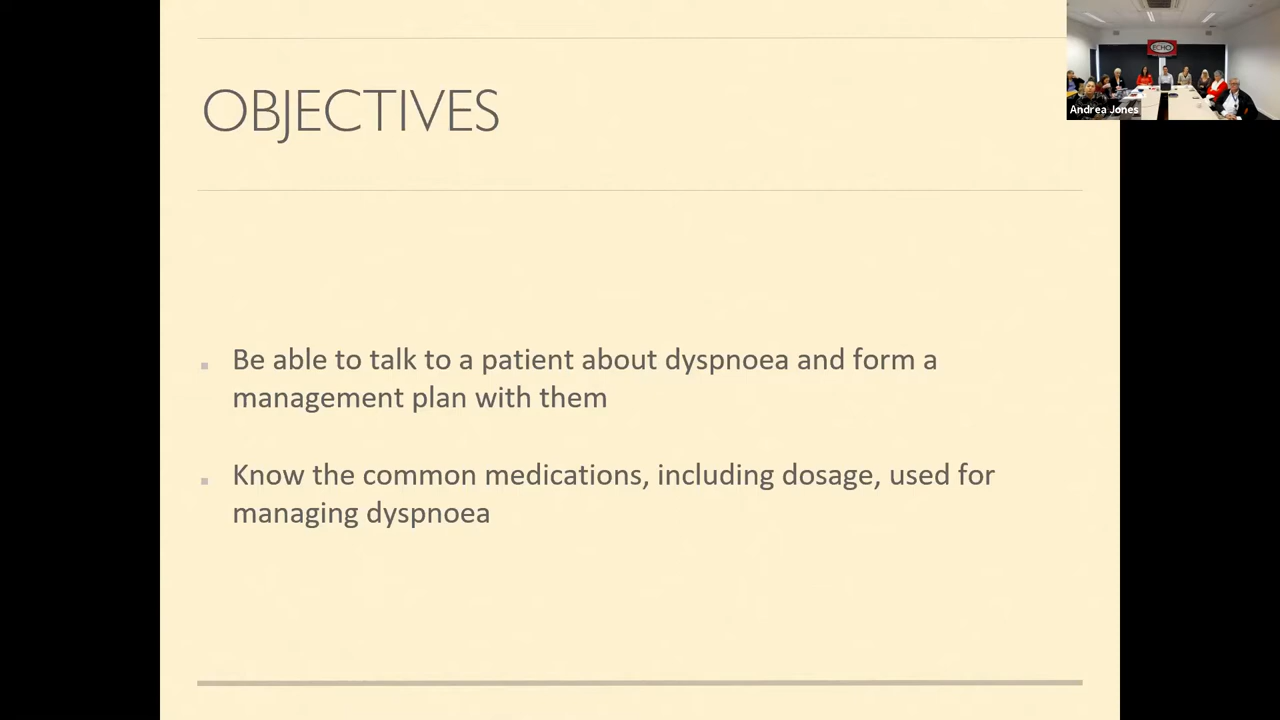 OBJECTIVES
ECHO
Andrea Jones
Be able to talk to a patient about dyspnoea and form a
management plan with them
Know the common medications, including dosage, used for
managing dyspnoea